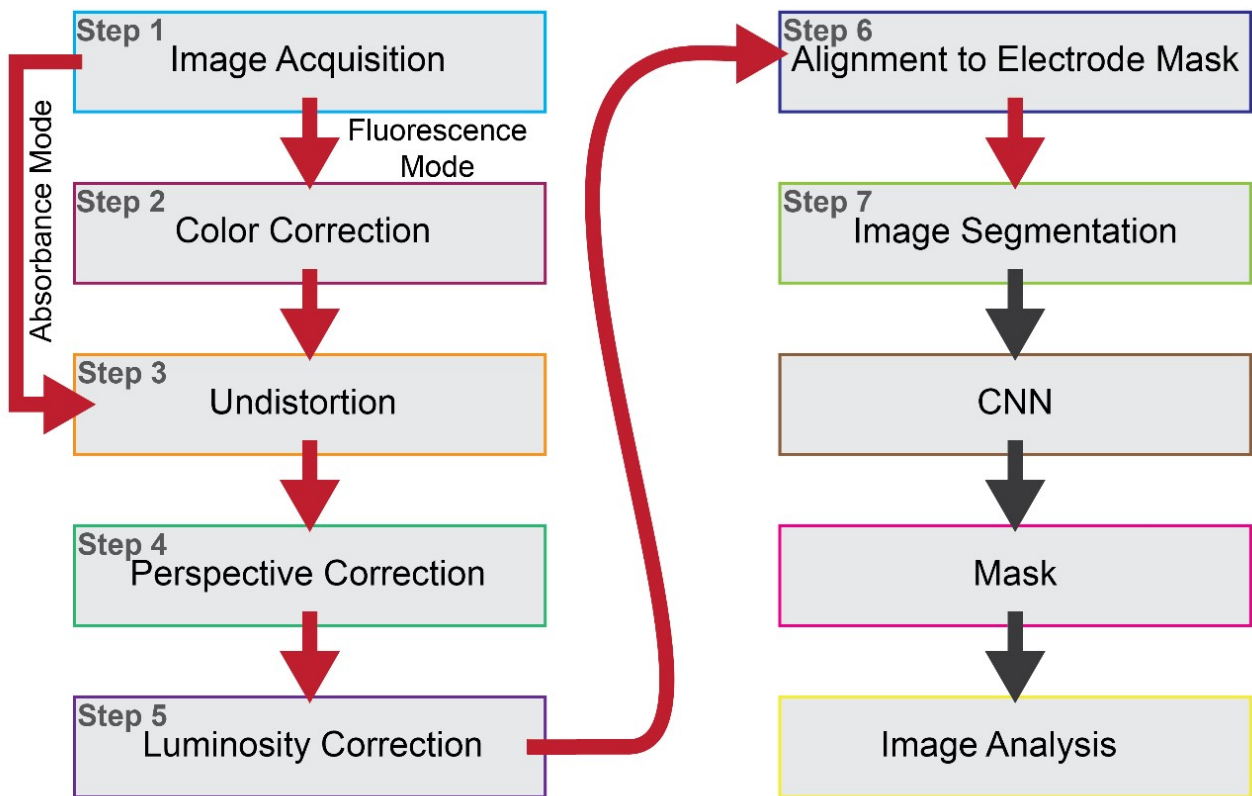 Step 1
Image Acquisition
Absorbance Mode
Fluorescence
Mode
Step 2
Color Correction
Step 3
Undistortion
Step 4
Perspective Correction
Step 5
Luminosity Correction
Step 6
Alignment to Electrode Mask
Step 7
Image Segmentation
CNN
Mask
Image Analysis